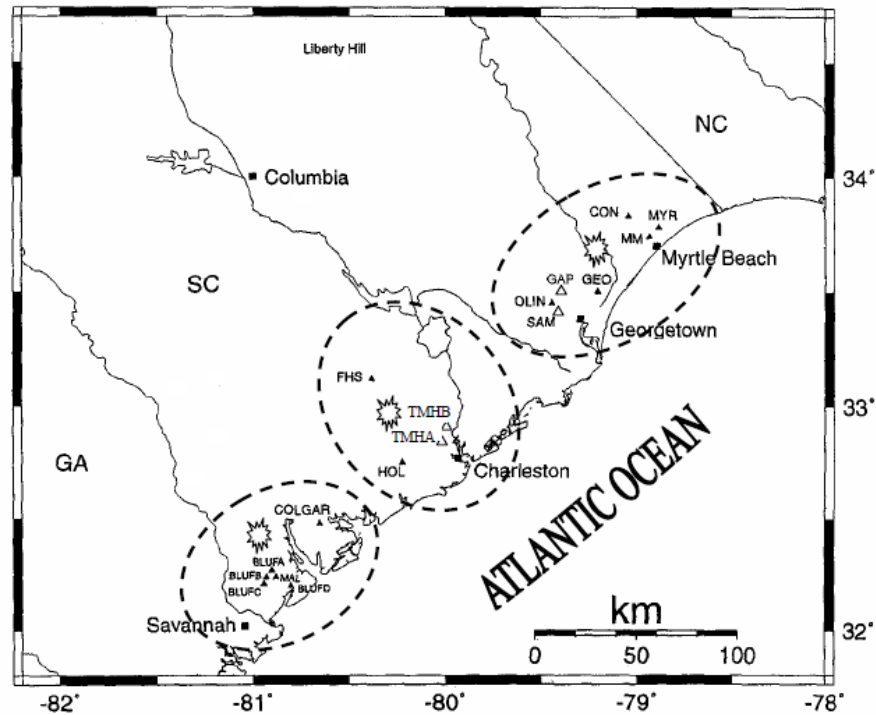 Liberty Hill
NC
Columbia
34°
CON
MYR
MM
Myrtle Beach
SC
GAP
GEO
OLIN
SAM
Georgetown
FHS
33°
TMHB
TMHA
GA
HOL
Charleston
ATLANTIC OCEAN
COLGAR
BLUFA
BLUFB
MAL
BLUFC
BLUFD
Savannah
km
32°
0
50
100
-82
-81
-80
-79
-78